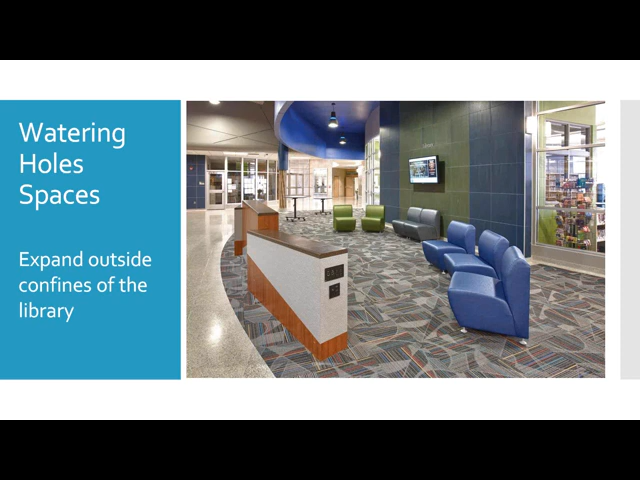 Watering
Holes
Spaces
Expand outside
confines of the
library